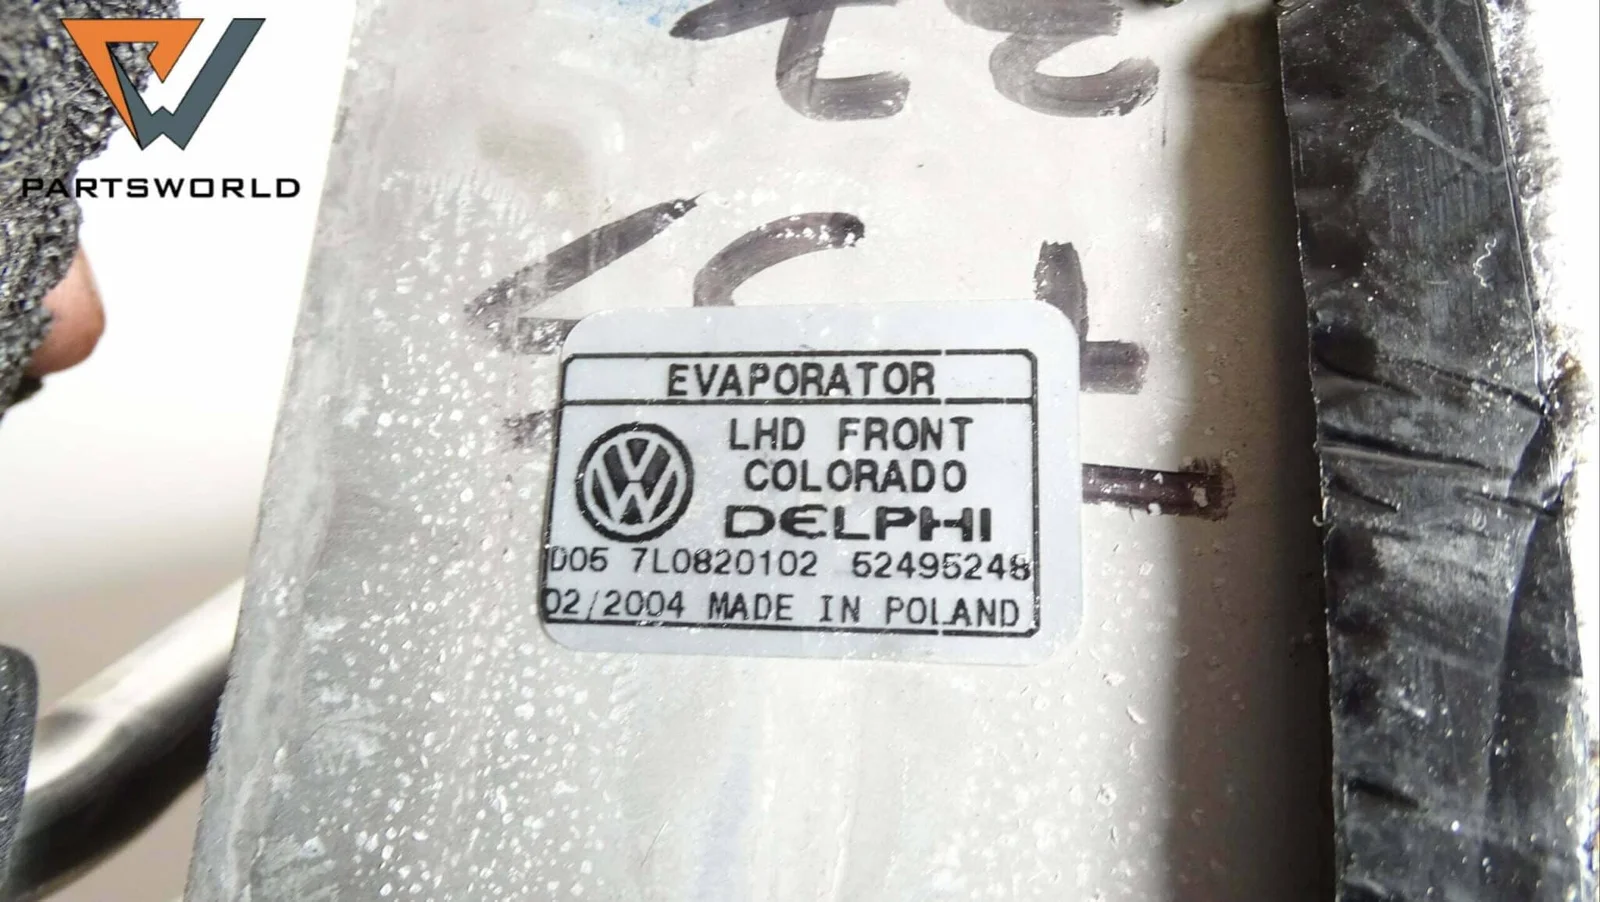 PARTSWORLD
EVAPORATOR
LHD FRONT
COLORADO
DELPHI
D05 7L0820102 52495248
02/2004 MADE IN POLAND